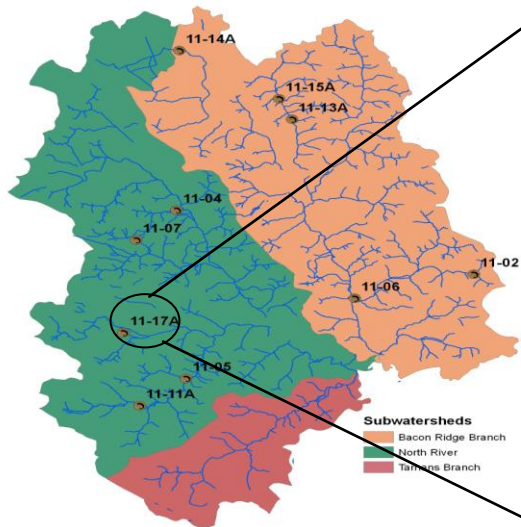 11-14A
11-15A
11-13A
11-04
11-07
11-02
11-06
11-17A
11-05
11-11A
Subwatersheds
Bacon Ridge Branch
North River
Tarnans Branch